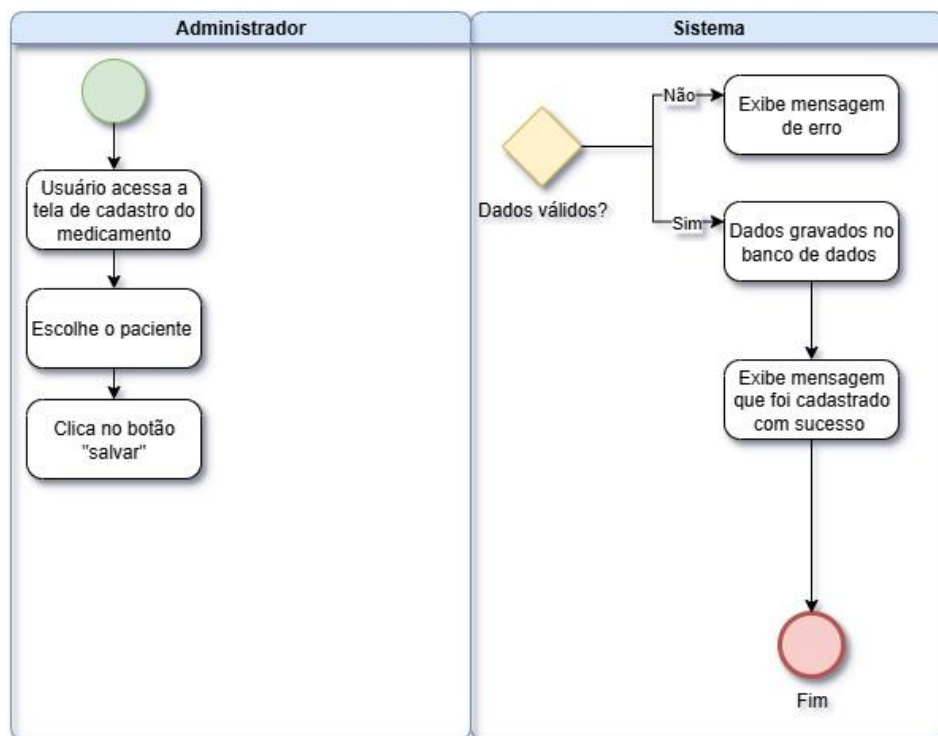 Administrador
Sistema
Usuário acessa a
tela de cadastro do
medicamento
Escolhe o paciente
Clica no botão
"salvar"
Dados válidos?
Não
Exibe mensagem
de erro
Sim
Dados gravados no
banco de dados
Exibe mensagem
que foi cadastrado
com sucesso
Fim